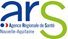 ars
Agence Régionale de Santé
Nouvelle-Aquitaine